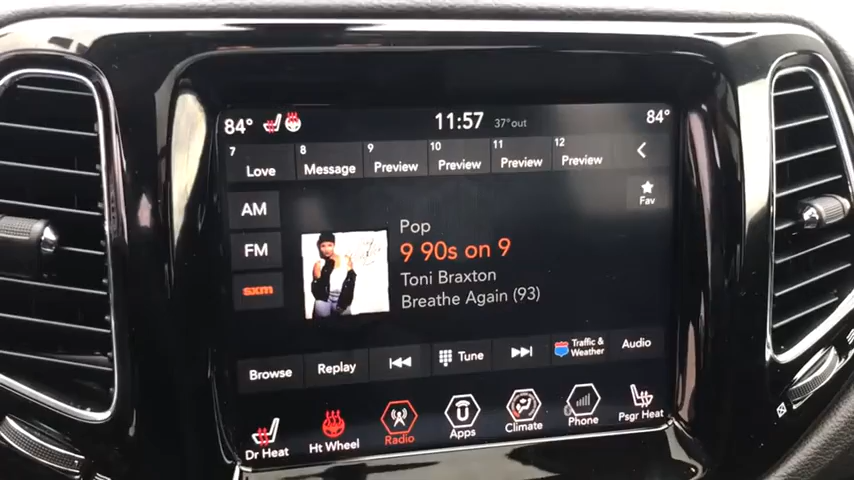 84° 11:57 37°out 84°
7 Love 8 Message 9 Preview 10 Preview 11 Preview 12 Preview
Fav
AM
FM
sxm
Pop
9 90s on 9
Toni Braxton
Breathe Again (93)
Browse Replay Tune Traffic & Weather Audio
Dr Heat Ht Wheel Radio Apps Climate Phone Psgr Heat